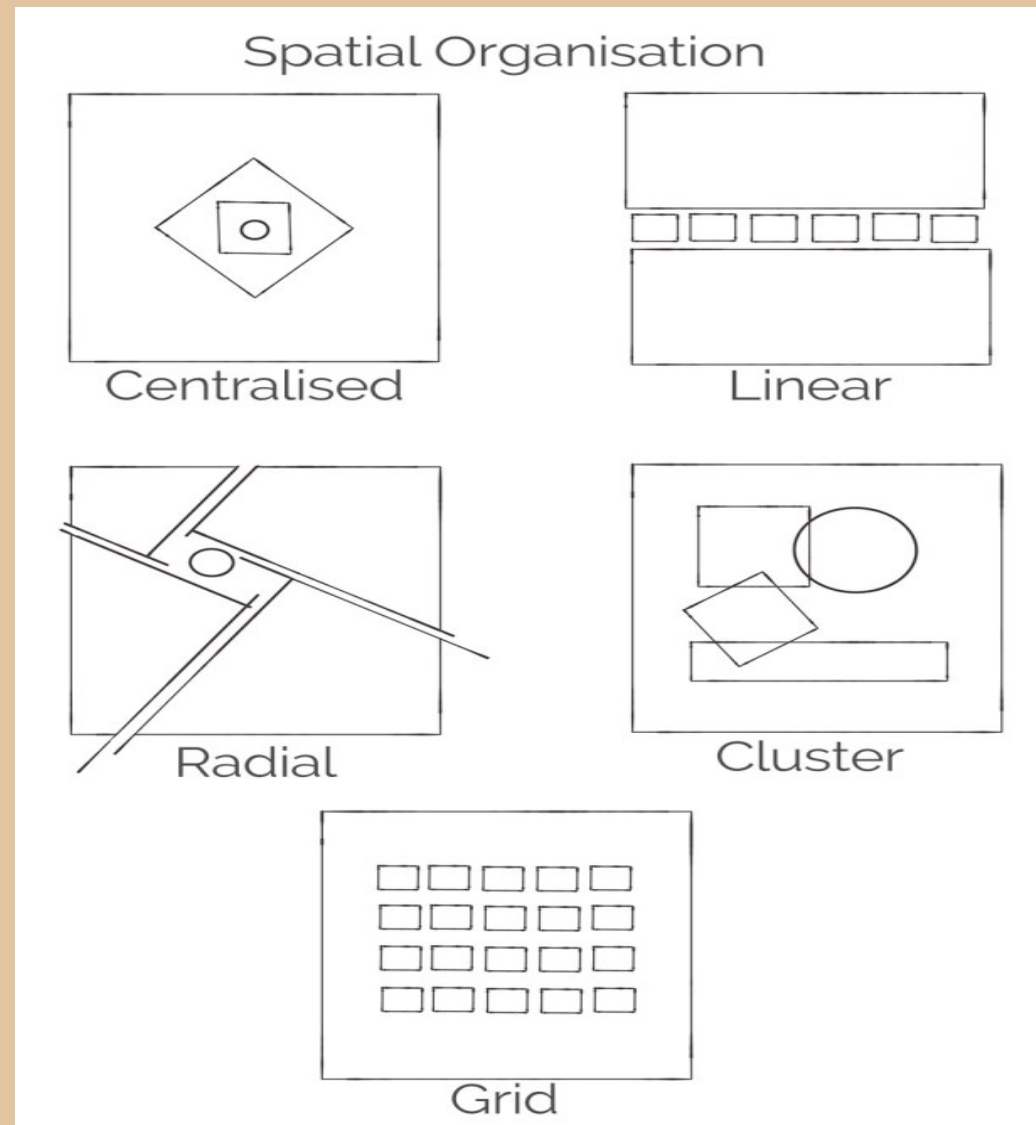 Spatial Organisation
Centralised
Linear
Radial
Cluster
Grid